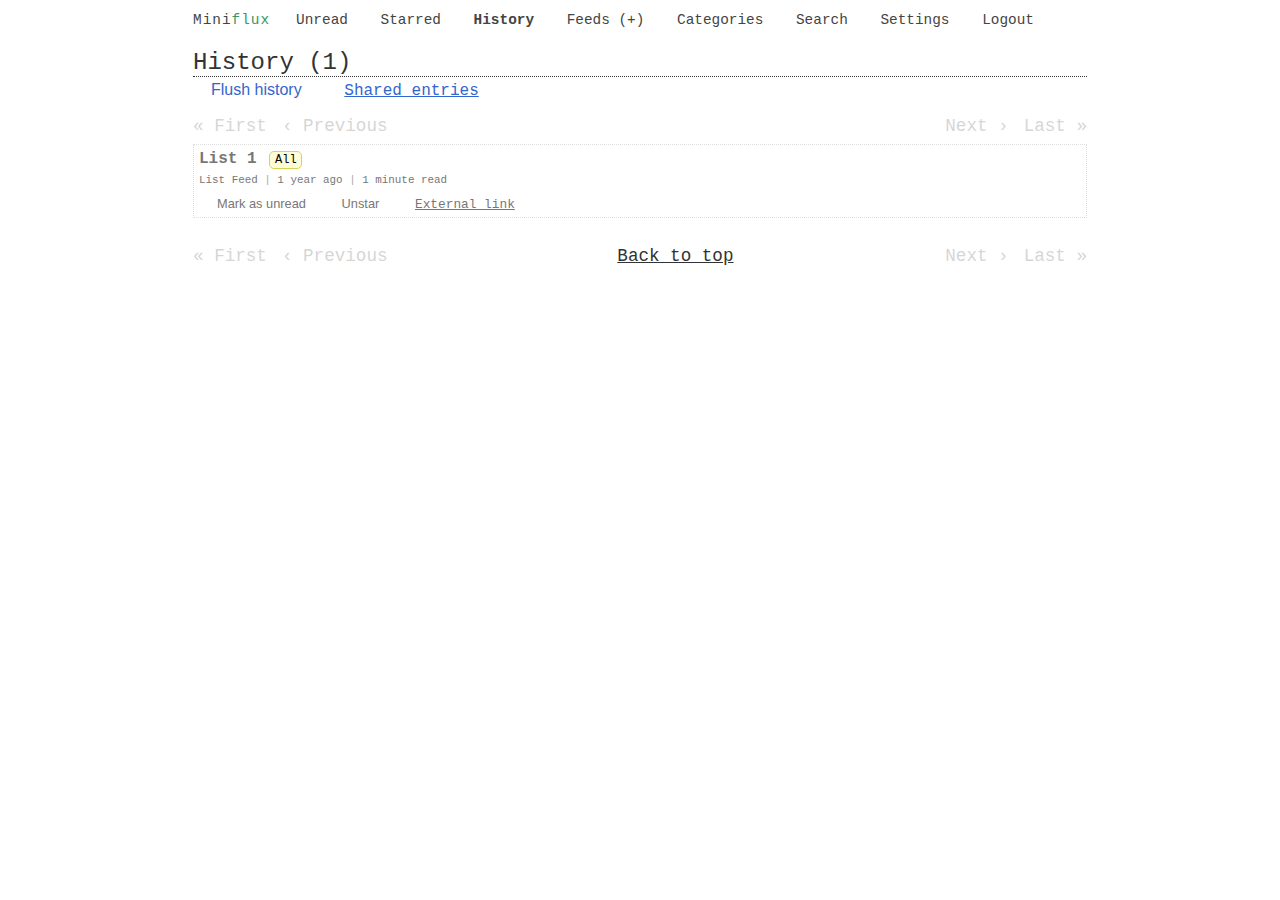 Miniflux Unread Starred History Feeds (+) Categories Search Settings Logout
History (1)
Flush history Shared entries
« First ‹ Previous Next › Last »
List 1 All
List Feed | 1 year ago | 1 minute read
Mark as unread Unstar External link
« First ‹ Previous Back to top Next › Last »